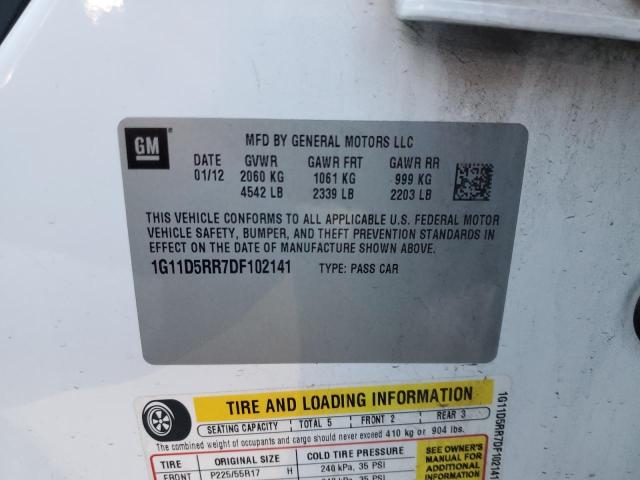 GM
MFD BY GENERAL MOTORS LLC
DATE GVWR GAWR FRT GAWR RR
01/12 2060 KG 1061 KG 999 KG
4542 LB 2339 LB 2203 LB
THIS VEHICLE CONFORMS TO ALL APPLICABLE U.S. FEDERAL MOTOR
VEHICLE SAFETY, BUMPER, AND THEFT PREVENTION STANDARDS
IN EFFECT ON THE DATE OF MANUFACTURE SHOWN ABOVE.
1G11D5RR7DF102141 TYPE: PASS CAR
TIRE AND LOADING INFORMATION
SEATING CAPACITY TOTAL 5 FRONT 2 REAR 3
The combined weight of occupants and cargo should never exceed 410 kg or 904 lbs.
TIRE ORIGINAL SIZE COLD TIRE PRESSURE
FRONT P225/55R17 H 240 kPa, 35 PSI
SEE OWNER'S
MANUAL FOR
ADDITIONAL
1G11D5RR7DF102141